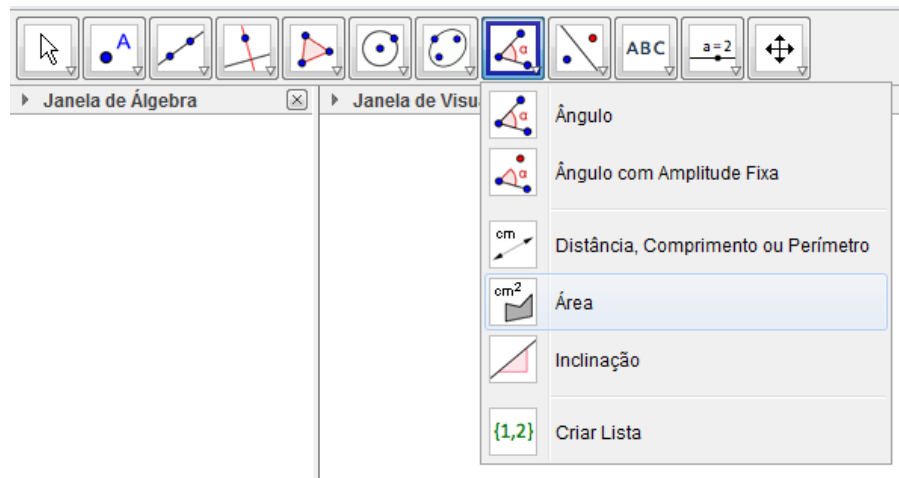 A
α
ABC
a=2
Janela de Álgebra
Janela de Visu
α
Ângulo
α
Ângulo com Amplitude Fixa
cm
Distância, Comprimento ou Perímetro
cm²
Área
Inclinação
{1,2}
Criar Lista